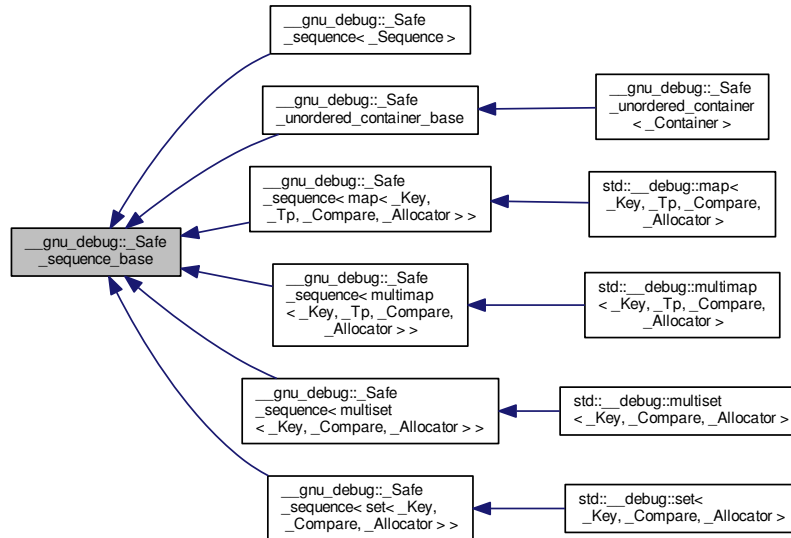 __gnu_debug::_Safe
_sequence< _Sequence >
__gnu_debug::_Safe
_unordered_container_base
__gnu_debug::_Safe
_unordered_container
< _Container >
__gnu_debug::_Safe
_sequence< map< _Key,
_Tp, _Compare, _Allocator > >
std::__debug::map<
_Key, _Tp, _Compare,
_Allocator >
__gnu_debug::_Safe
_sequence_base
__gnu_debug::_Safe
_sequence< multimap
< _Key, _Tp, _Compare,
_Allocator > >
std::__debug::multimap
< _Key, _Tp, _Compare,
_Allocator >
__gnu_debug::_Safe
_sequence< multiset
< _Key, _Compare, _Allocator > >
std::__debug::multiset
< _Key, _Compare, _Allocator >
__gnu_debug::_Safe
_sequence< set< _Key,
_Compare, _Allocator > >
std::__debug::set<
_Key, _Compare, _Allocator >